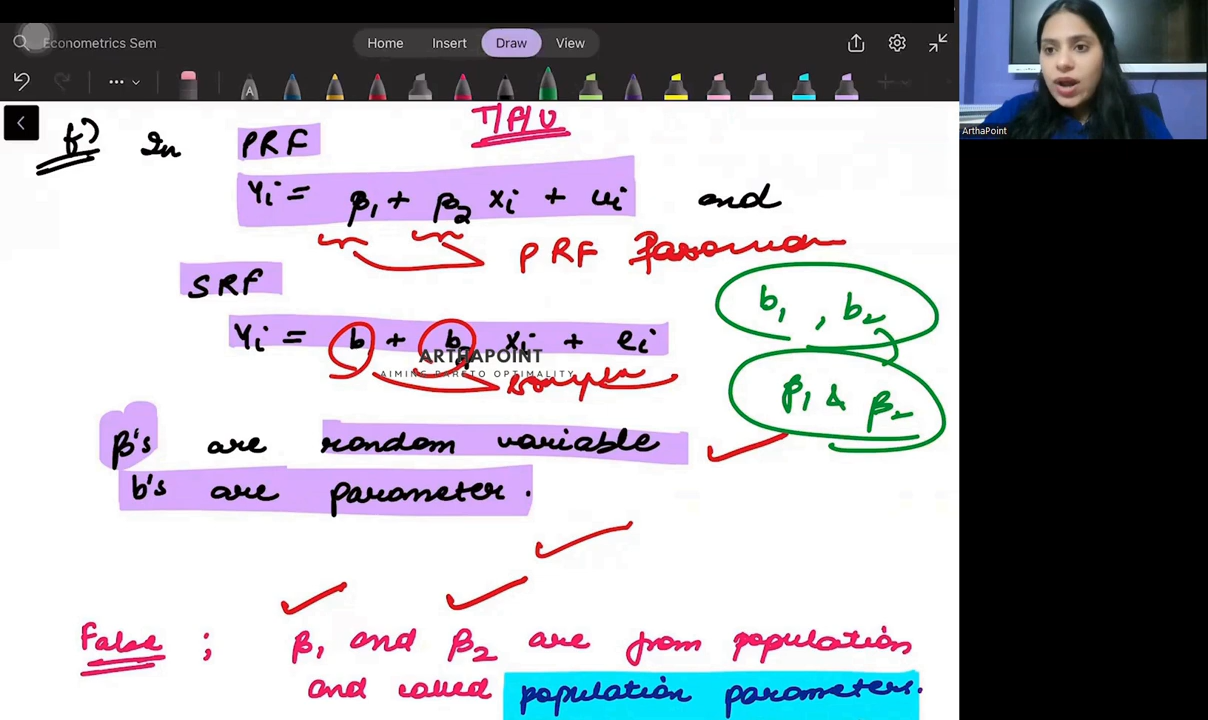 Econometrics Sem
Home Insert Draw View
ArthaPoint
T/F/U
f) In PRF
Yi = β1 + β2 Xi + ui and
PRF
SRF
b1, b2
Yi = b1 + b2 Xi + ei
ARTHAPOINT
AIMING PARETO OPTIMALITY
β1 & β2
β's are random variable
b's are parameter.
False ; β1 and β2 are from population
and called population parameters.